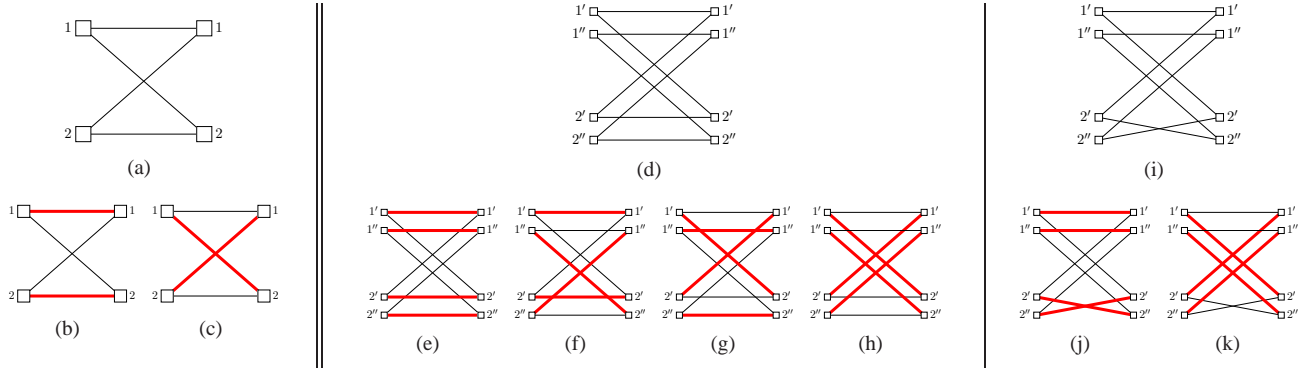 1 1
2 2
(a)
1 1 1 1
2 2 2 2
(b) (c)
1′ 1′
1″ 1″
2′ 2′
2″ 2″
(d)
1′ 1′ 1′ 1′ 1′ 1′ 1′ 1′
1″ 1″ 1″ 1″ 1″ 1″ 1″ 1″
2′ 2′ 2′ 2′ 2′ 2′ 2′ 2′
2″ 2″ 2″ 2″ 2″ 2″ 2″ 2″
(e) (f) (g) (h)
1′ 1′
1″ 1″
2′ 2′
2″ 2″
(i)
1′ 1′ 1′ 1′
1″ 1″ 1″ 1″
2′ 2′ 2′ 2′
2″ 2″ 2″ 2″
(j) (k)